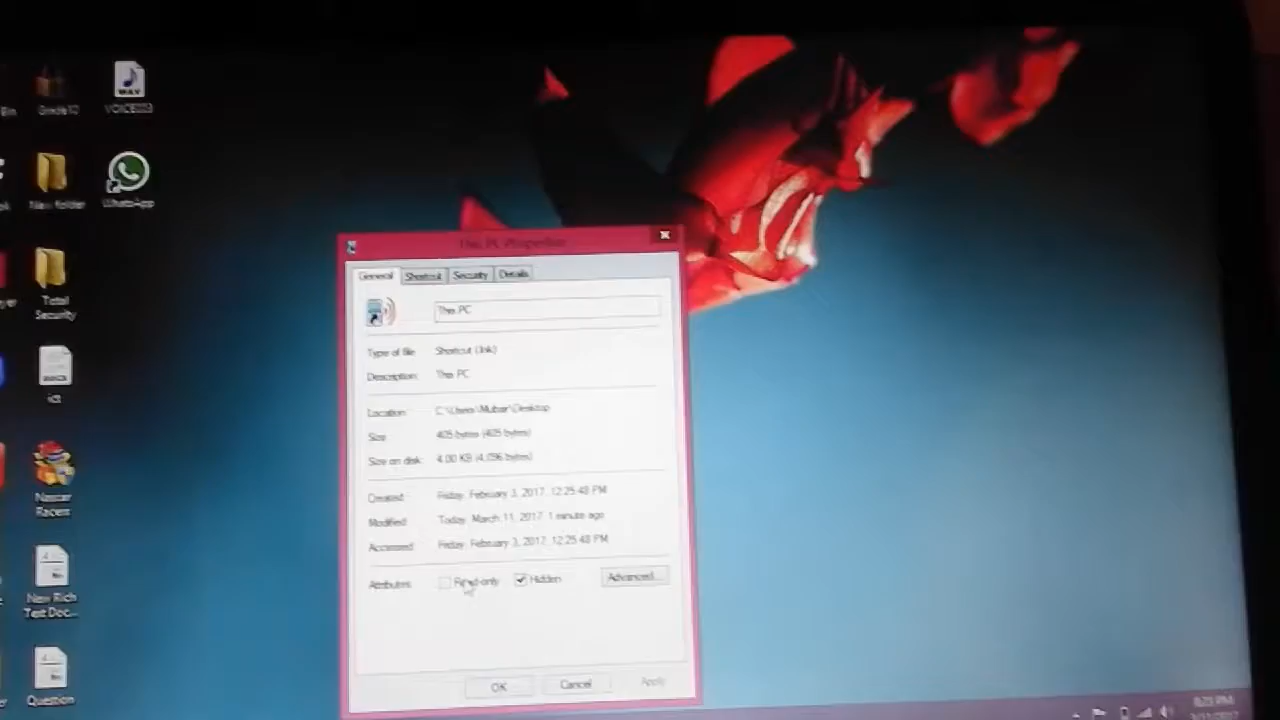 Bin
Grade12
VOICE003
New folder
WhatsApp
Total
Security
ics
New Rich
Text Doc...
Question
This PC Properties
General
Shortcut
Security
Details
This PC
Type of file
Shortcut (.lnk)
Description:
This PC
Location:
C:\Users\Mubar\Desktop
Size
405 bytes (405 bytes)
Size on disk:
4.00 KB (4,096 bytes)
Created:
Friday, February 3, 2017, 12:25:48 PM
Modified:
Today, March 11, 2017, 1 minute ago
Accessed:
Friday, February 3, 2017, 12:25:48 PM
Attributes:
Read-only
Hidden
Advanced...
OK
Cancel
Apply